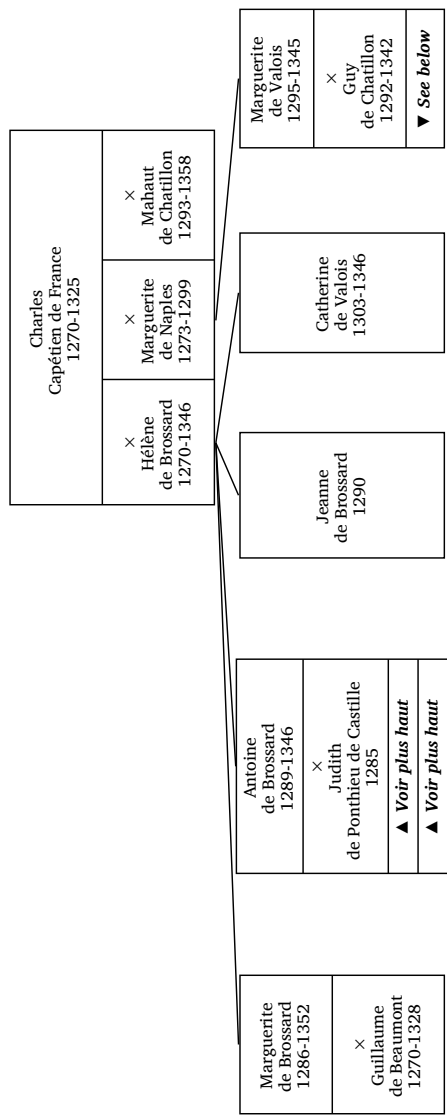 Charles
Capétien de France
1270-1325
×
Hélène
de Brossard
1270-1346
×
Marguerite
de Naples
1273-1299
×
Mahaut
de Chatillon
1293-1358
Marguerite
de Brossard
1286-1352
×
Guillaume
de Beaumont
1270-1328
Antoine
de Brossard
1289-1346
×
Judith
de Ponthieu de Castille
1285
▲ Voir plus haut
▲ Voir plus haut
Jeanne
de Brossard
1290
Catherine
de Valois
1303-1346
Marguerite
de Valois
1295-1345
×
Guy
de Chatillon
1292-1342
▼ See below